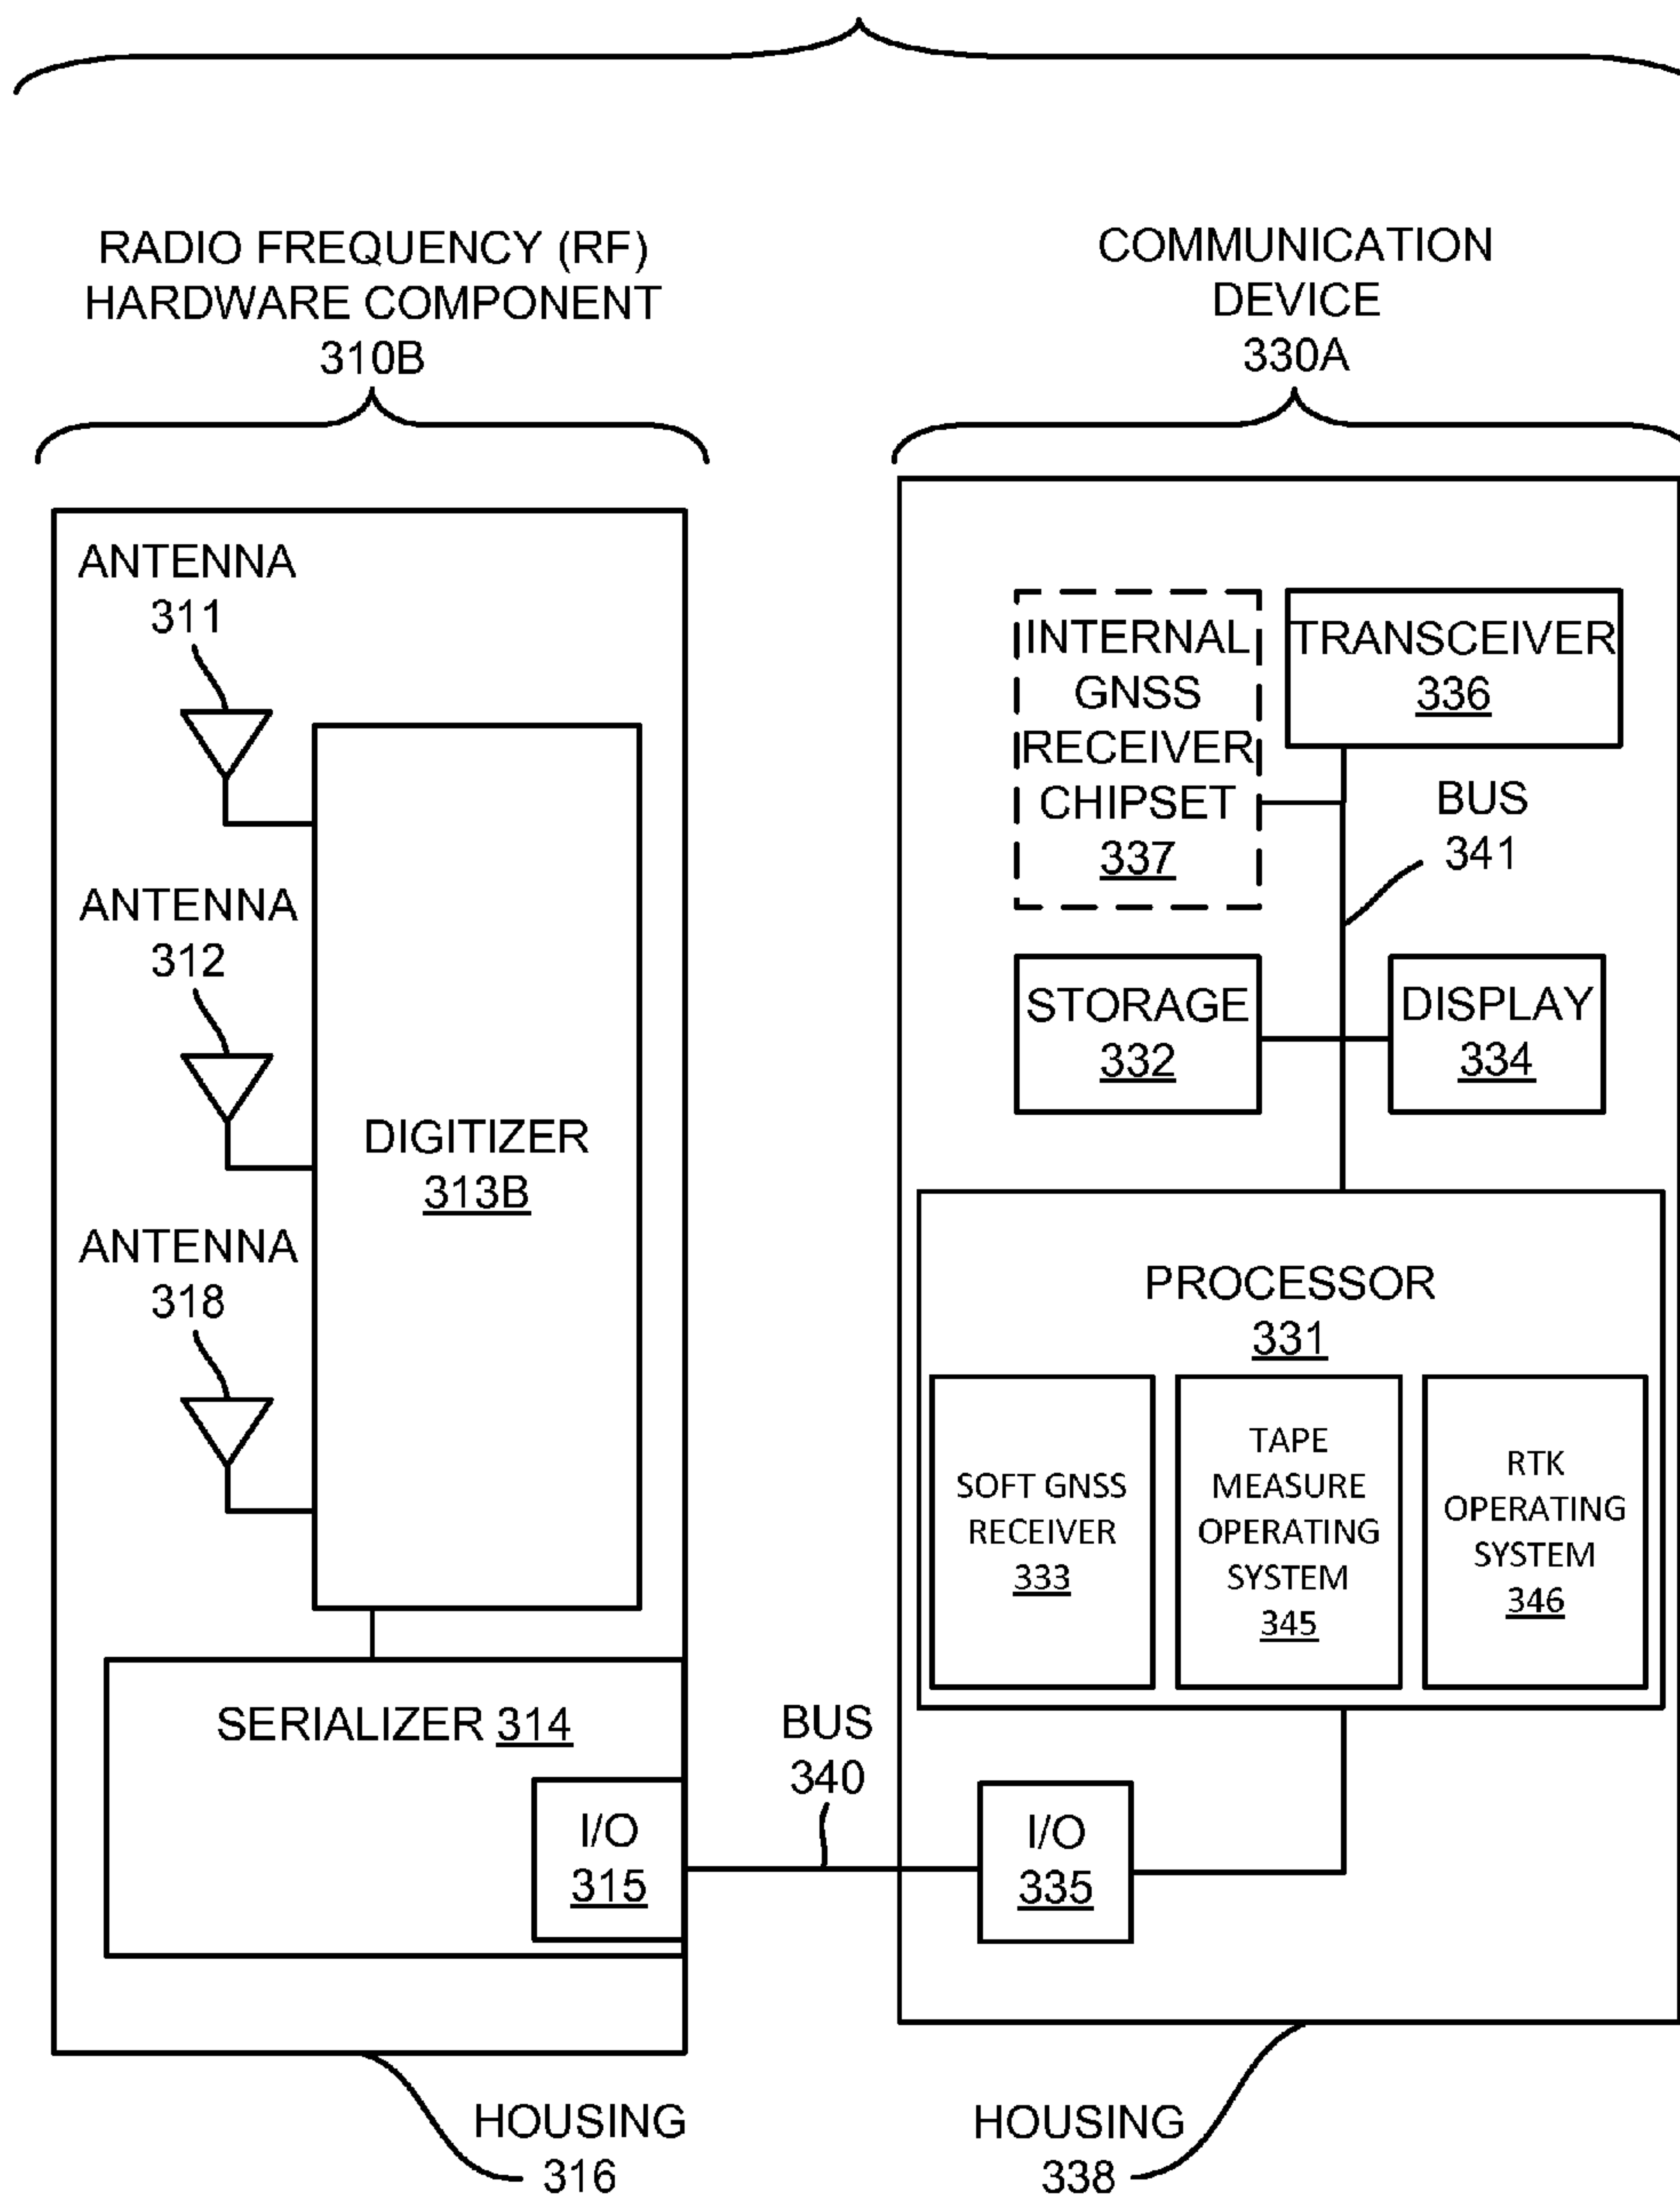 RADIO FREQUENCY (RF)
HARDWARE COMPONENT
310B
COMMUNICATION
DEVICE
330A
ANTENNA
311
ANTENNA
312
ANTENNA
318
DIGITIZER
313B
SERIALIZER 314
I/O
315
HOUSING
316
BUS
340
INTERNAL
GNSS
RECEIVER
CHIPSET
337
TRANSCEIVER
336
BUS
341
STORAGE
332
DISPLAY
334
PROCESSOR
331
SOFT GNSS
RECEIVER
333
TAPE
MEASURE
OPERATING
SYSTEM
345
RTK
OPERATING
SYSTEM
346
I/O
335
HOUSING
338